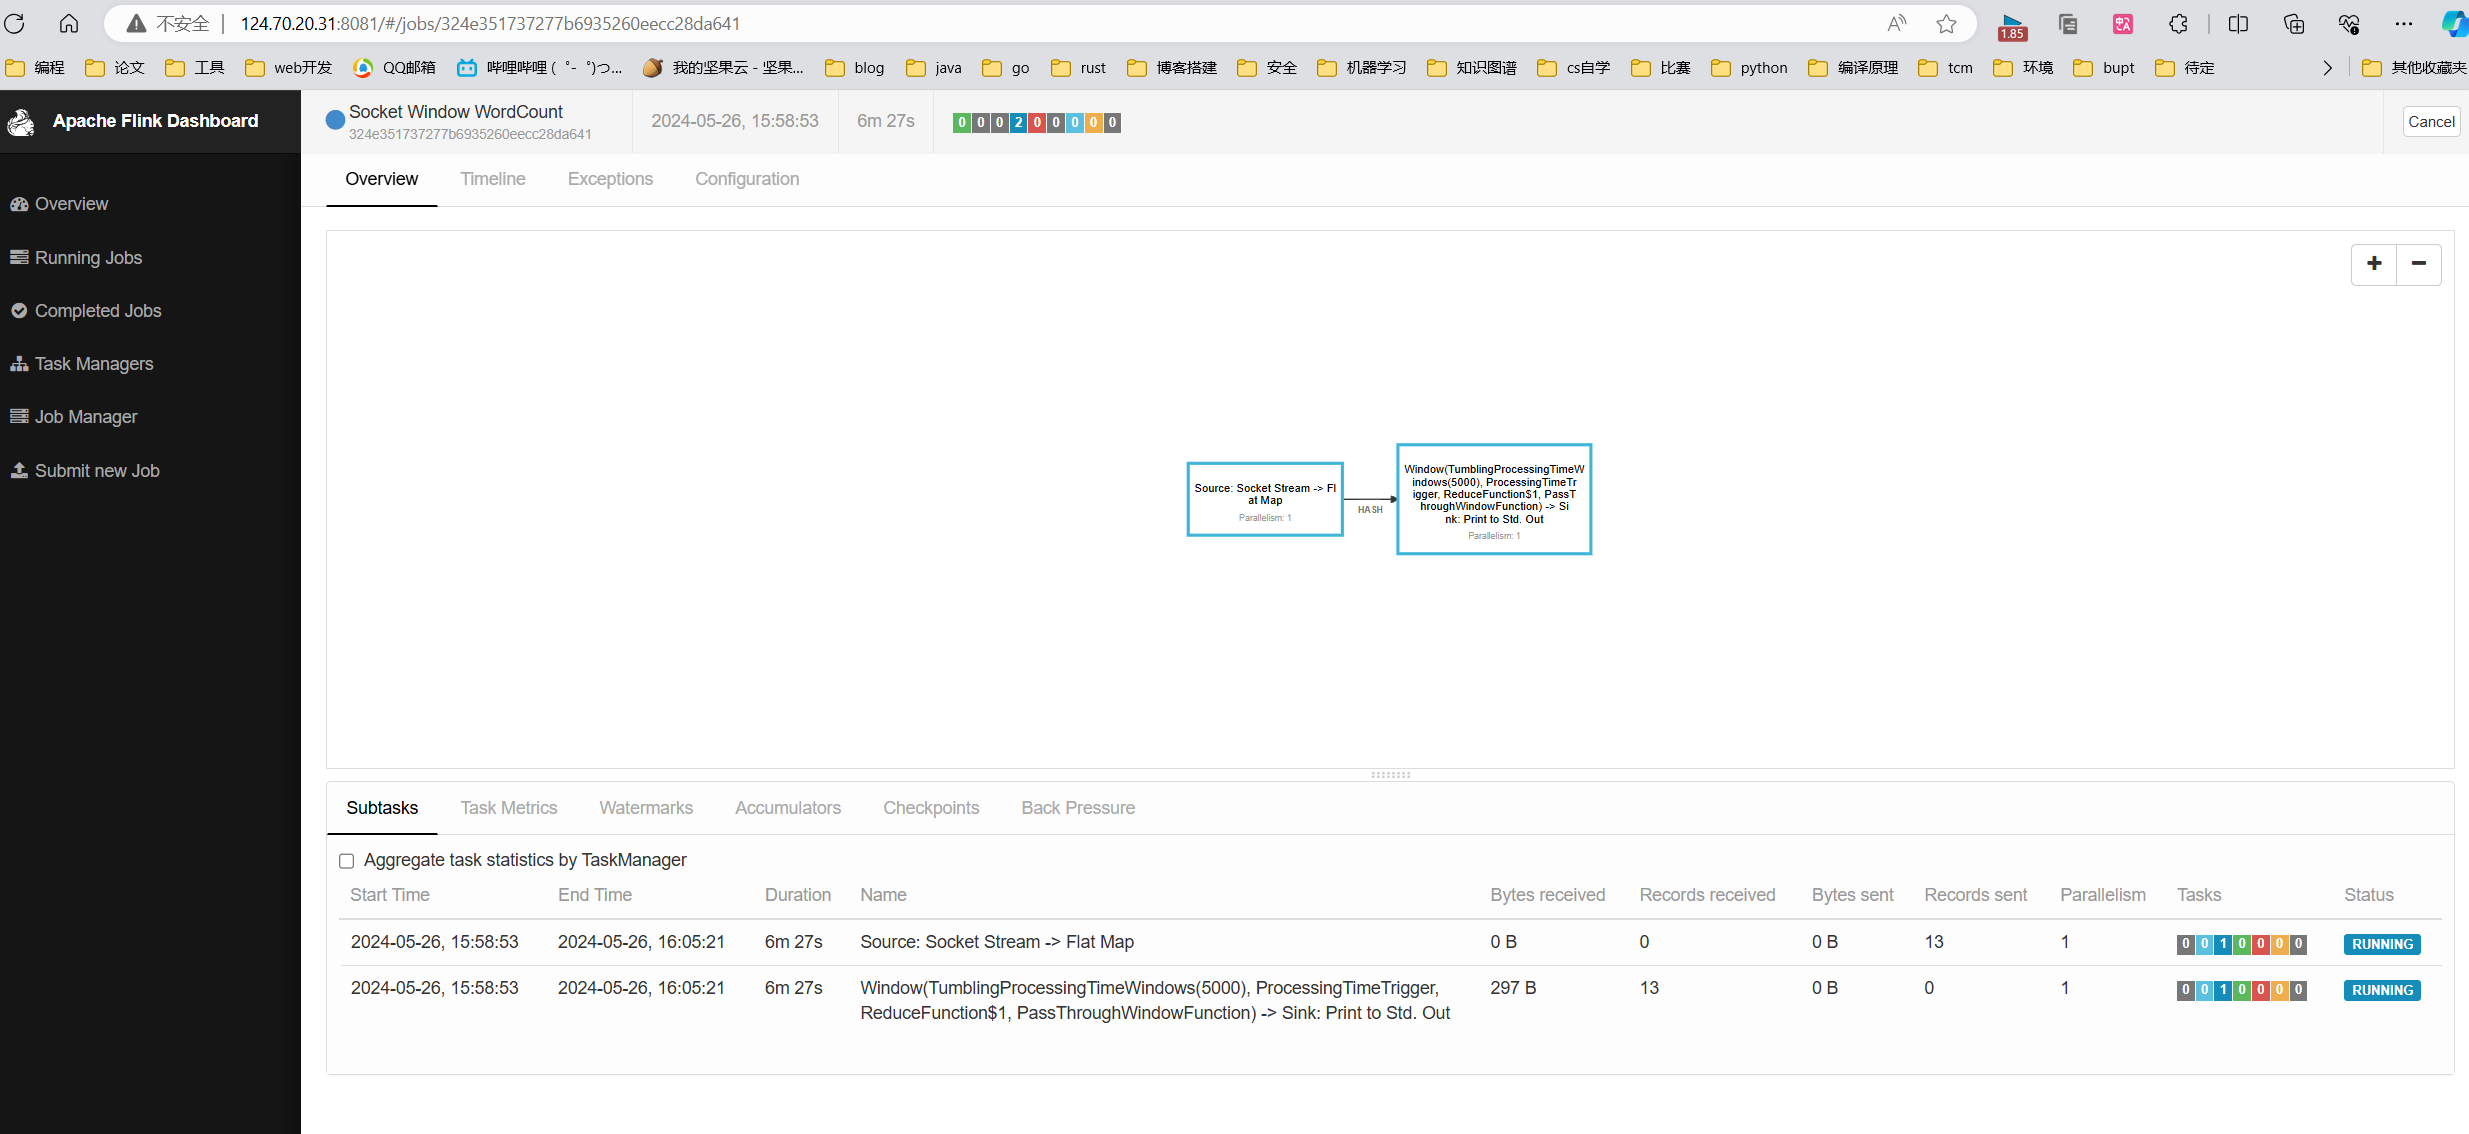 不安全 124.70.20.31:8081/#/jobs/324e351737277b6935260eecc28da641
1.85
编程 论文 工具 web开发 QQ邮箱 哔哩哔哩 (゜-゜)つ... 我的坚果云 - 坚果... blog java go rust 博客搭建 安全 机器学习 知识图谱 cs自学 比赛 python 编译原理 tcm 环境 bupt 待定 其他收藏夹
Apache Flink Dashboard
Overview
Running Jobs
Completed Jobs
Task Managers
Job Manager
Submit new Job
Socket Window WordCount
324e351737277b6935260eecc28da641
2024-05-26, 15:58:53 6m 27s 0 0 0 2 0 0 0 0 0 Cancel
Overview Timeline Exceptions Configuration
+ −
Source: Socket Stream -> Fl
at Map
Parallelism: 1
HASH
Window(TumblingProcessingTimeW
indows(5000), ProcessingTimeTr
igger, ReduceFunction$1, PassT
hroughWindowFunction) -> Si
nk: Print to Std. Out
Parallelism: 1
Subtasks Task Metrics Watermarks Accumulators Checkpoints Back Pressure
Aggregate task statistics by TaskManager
Start Time End Time Duration Name Bytes received Records received Bytes sent Records sent Parallelism Tasks Status
2024-05-26, 15:58:53 2024-05-26, 16:05:21 6m 27s Source: Socket Stream -> Flat Map 0 B 0 0 B 13 1 0 0 1 0 0 0 0 RUNNING
2024-05-26, 15:58:53 2024-05-26, 16:05:21 6m 27s Window(TumblingProcessingTimeWindows(5000), ProcessingTimeTrigger, 297 B 13 0 B 0 1 0 0 1 0 0 0 0 RUNNING
ReduceFunction$1, PassThroughWindowFunction) -> Sink: Print to Std. Out